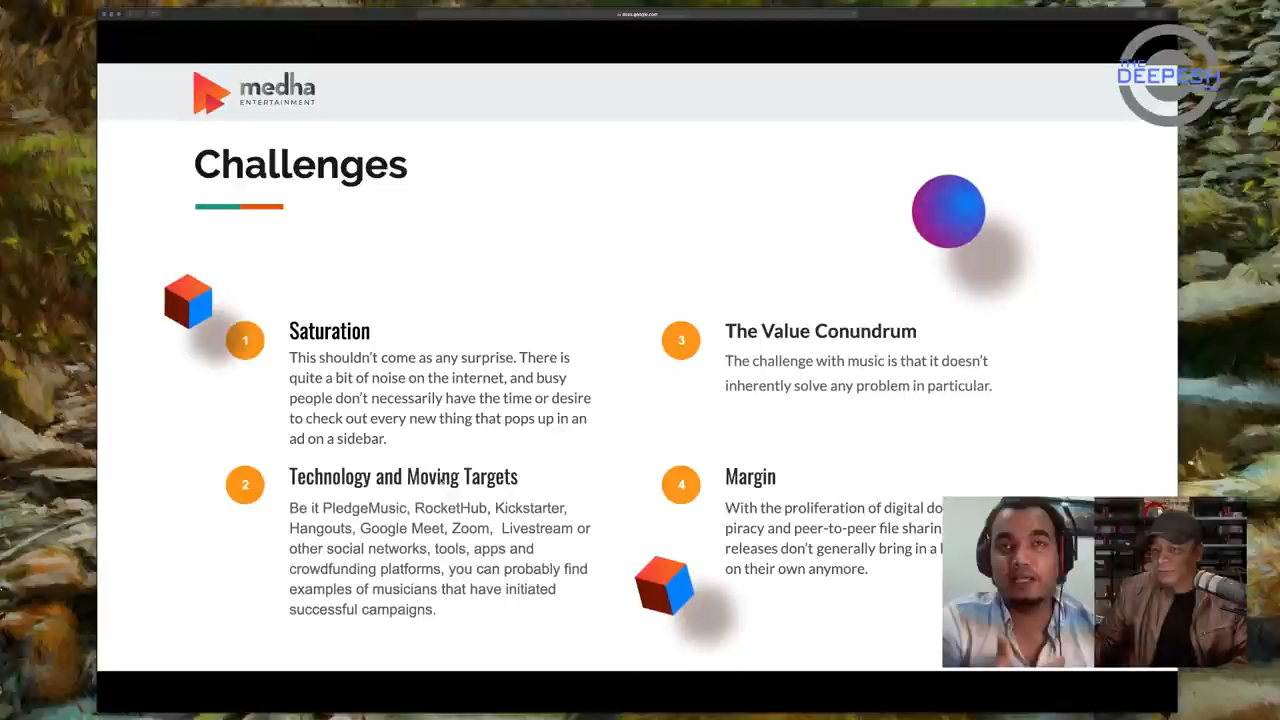 docs.google.com
medha
ENTERTAINMENT
THE
DEEPESH
Challenges
1
Saturation
This shouldn't come as any surprise. There is
quite a bit of noise on the internet, and busy
people don't necessarily have the time or desire
to check out every new thing that pops up in an
ad on a sidebar.
2
Technology and Moving Targets
Be it PledgeMusic, RocketHub, Kickstarter,
Hangouts, Google Meet, Zoom, Livestream or
other social networks, tools, apps and
crowdfunding platforms, you can probably find
examples of musicians that have initiated
successful campaigns.
3
The Value Conundrum
The challenge with music is that it doesn't
inherently solve any problem in particular.
4
Margin
With the proliferation of digital do
piracy and peer-to-peer file sharin
releases don't generally bring in a
on their own anymore.